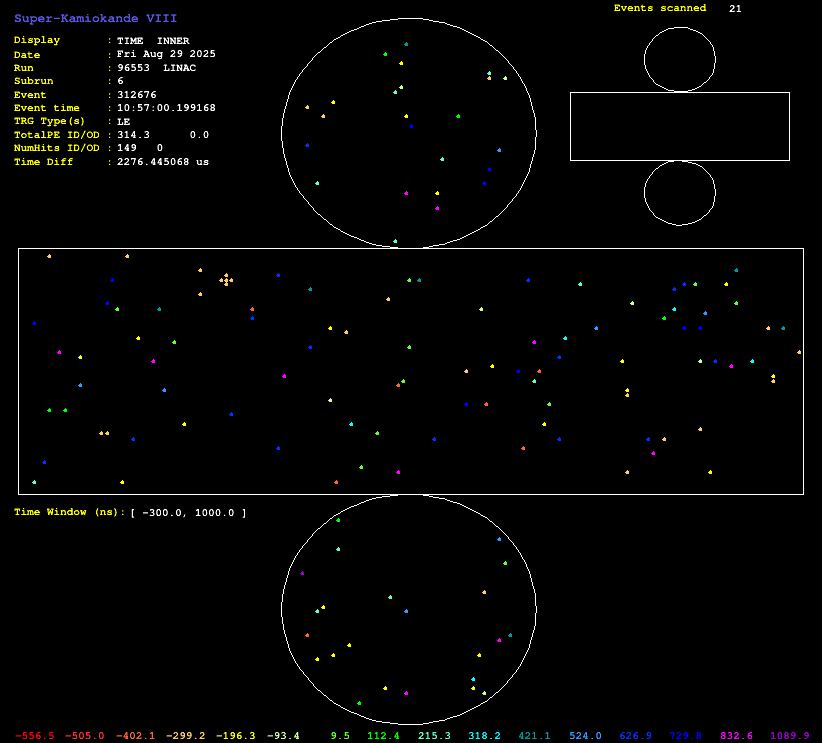 Super-Kamiokande VIII
Events scanned 21
Display : TIME INNER
Date : Fri Aug 29 2025
Run : 96553 LINAC
Subrun : 6
Event : 312676
Event time : 10:57:00.199168
TRG Type(s) : LE
TotalPE ID/OD : 314.3 0.0
NumHits ID/OD : 149 0
Time Diff : 2276.445068 us
Time Window (ns): [ -300.0, 1000.0 ]
-556.5 -505.0 -402.1 -299.2 -196.3 -93.4 9.5 112.4 215.3 318.2 421.1 524.0 626.9 729.8 832.6 1089.9